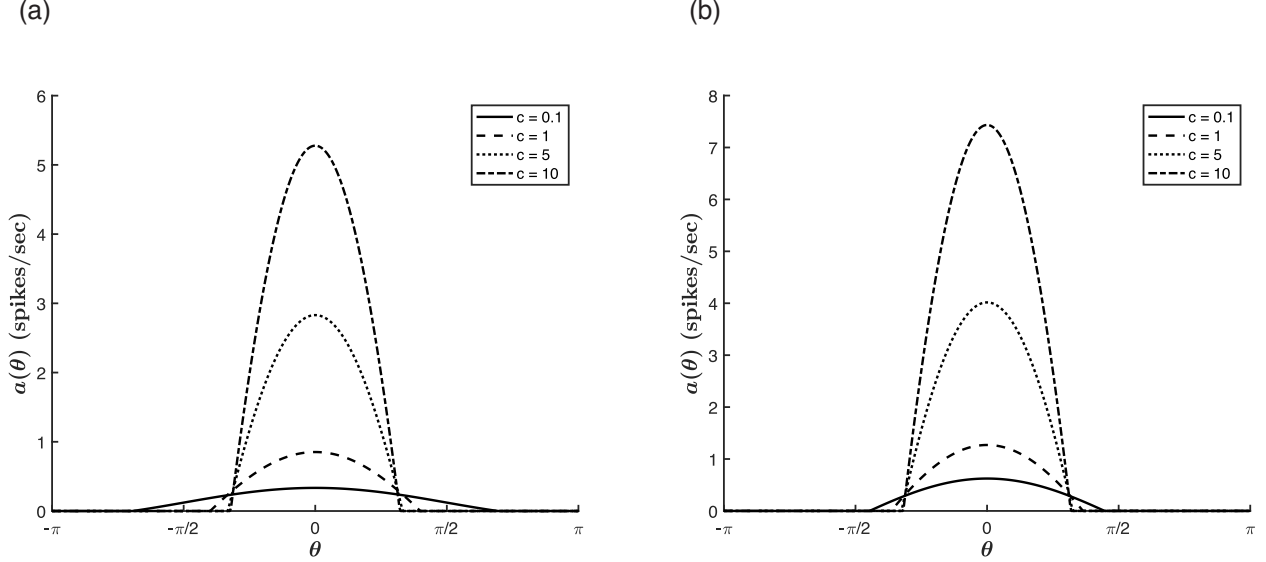 (a)
a(θ) (spikes/sec)
6
5
4
3
2
1
0
-π
-π/2
0
π/2
π
θ
c = 0.1
c = 1
c = 5
c = 10
(b)
a(θ) (spikes/sec)
8
7
6
5
4
3
2
1
0
-π
-π/2
0
π/2
π
θ
c = 0.1
c = 1
c = 5
c = 10